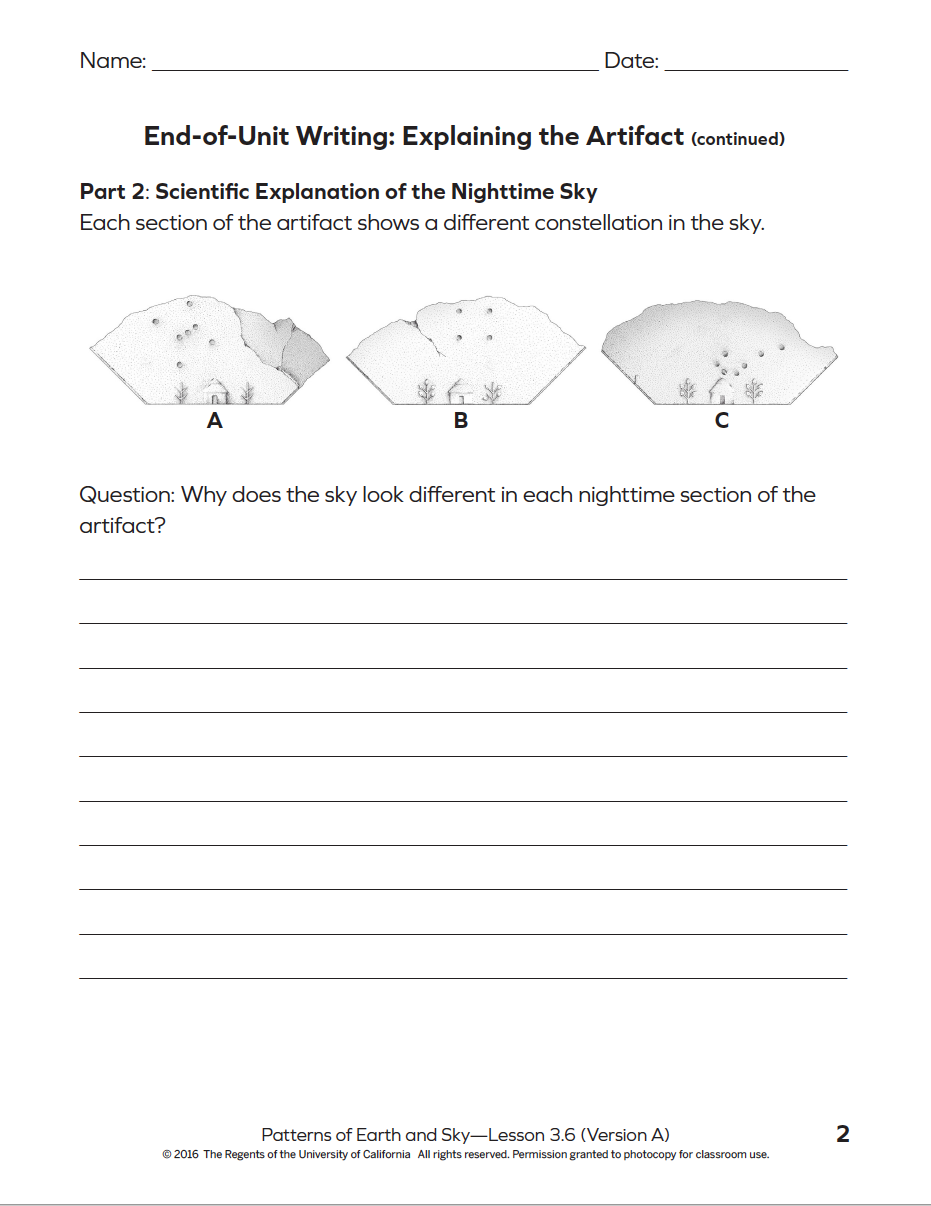 Name: ______________________________ Date: ______________
End-of-Unit Writing: Explaining the Artifact (continued)
Part 2: Scientific Explanation of the Nighttime Sky
Each section of the artifact shows a different constellation in the sky.
A B C
Question: Why does the sky look different in each nighttime section of the
artifact?
Patterns of Earth and Sky—Lesson 3.6 (Version A) 2
© 2016 The Regents of the University of California All rights reserved. Permission granted to photocopy for classroom use.